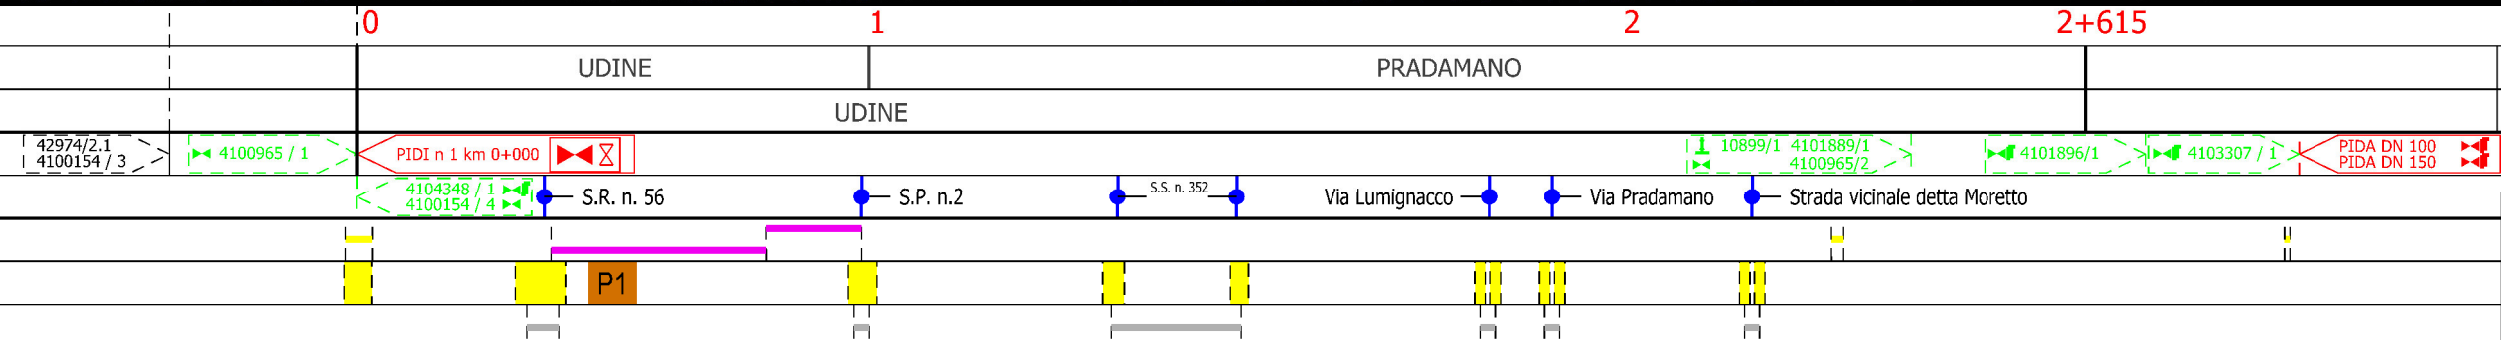 0 1 2 2+615
UDINE PRADAMANO
UDINE
42974/2.1
4100154 / 3
4100965 / 1
PIDI n 1 km 0+000
10899/1 4101889/1
4100965/2
4101896/1
4103307 / 1
PIDA DN 100
PIDA DN 150
4104348 / 1
4100154 / 4
S.R. n. 56
S.P. n.2
S.S. n. 352
Via Lumignacco
Via Pradamano
Strada vicinale detta Moretto
P1